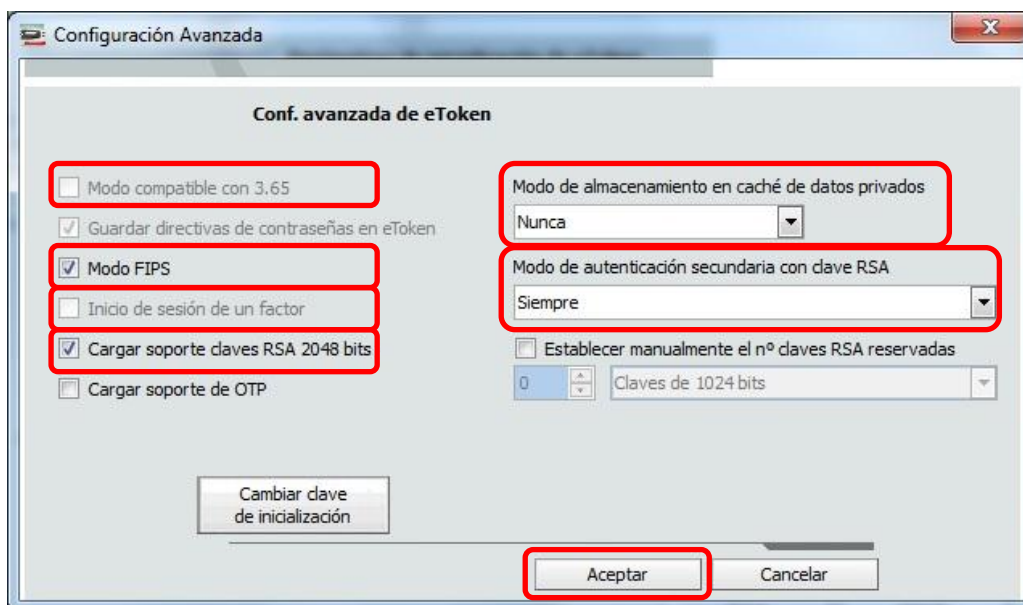 Configuración Avanzada
Conf. avanzada de eToken
Modo compatible con 3.65
Guardar directivas de contraseñas en eToken
Modo FIPS
Inicio de sesión de un factor
Cargar soporte claves RSA 2048 bits
Cargar soporte de OTP
Modo de almacenamiento en caché de datos privados
Nunca
Modo de autenticación secundaria con clave RSA
Siempre
Establecer manualmente el nº claves RSA reservadas
0
Claves de 1024 bits
Cambiar clave
de inicialización
Aceptar
Cancelar